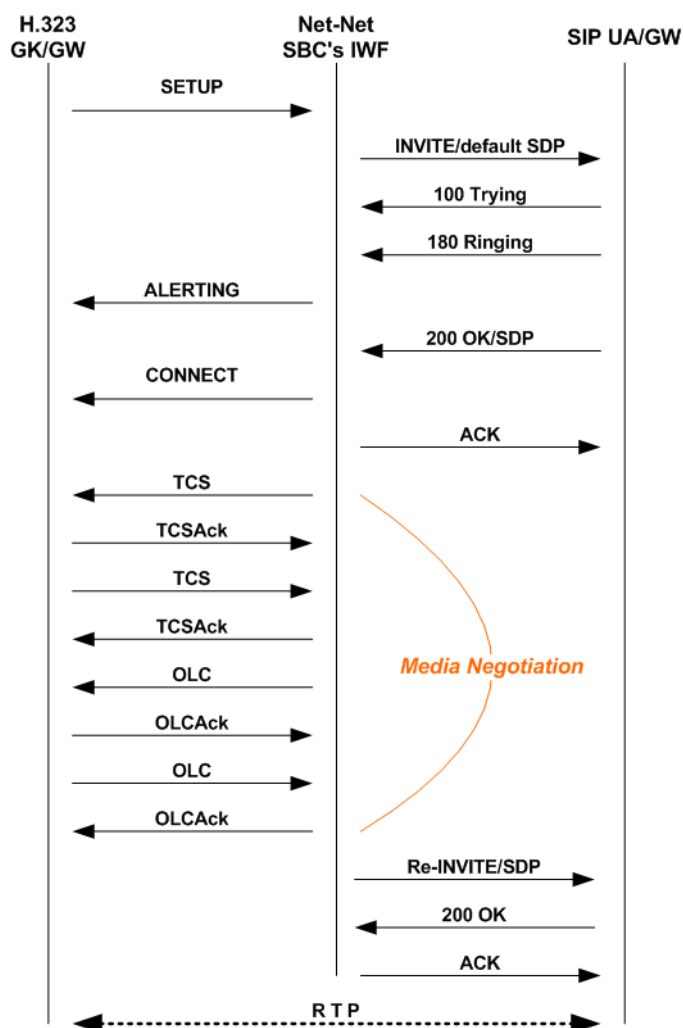 H.323
GK/GW
Net-Net
SBC's IWF
SIP UA/GW
SETUP
INVITE/default SDP
100 Trying
180 Ringing
ALERTING
200 OK/SDP
CONNECT
ACK
TCS
TCSAck
TCS
TCSAck
Media Negotiation
OLC
OLCAck
OLC
OLCAck
Re-INVITE/SDP
200 OK
ACK
R T P